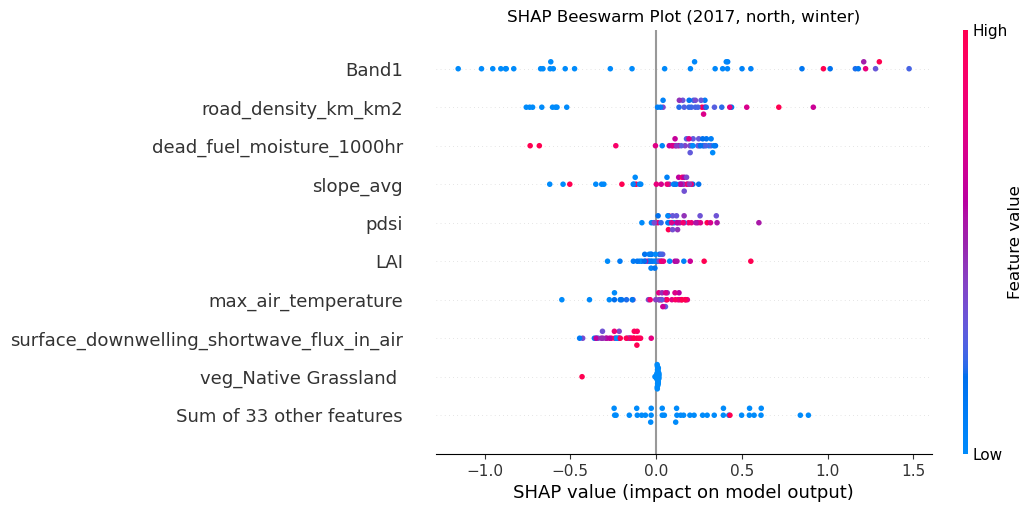 SHAP Beeswarm Plot (2017, north, winter)
Band1
road_density_km_km2
dead_fuel_moisture_1000hr
slope_avg
pdsi
LAI
max_air_temperature
surface_downwelling_shortwave_flux_in_air
veg_Native Grassland
Sum of 33 other features
−1.0 −0.5 0.0 0.5 1.0 1.5
SHAP value (impact on model output)
High
Feature value
Low